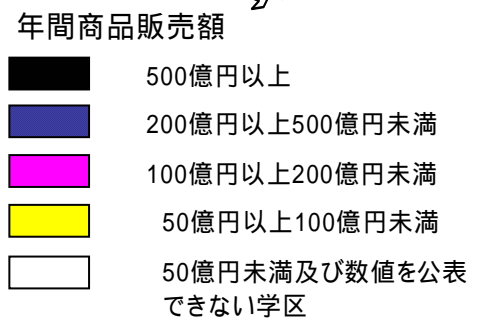 年間商品販売額
500億円以上
200億円以上500億円未満
100億円以上200億円未満
50億円以上100億円未満
50億円未満及び数値を公表
できない学区